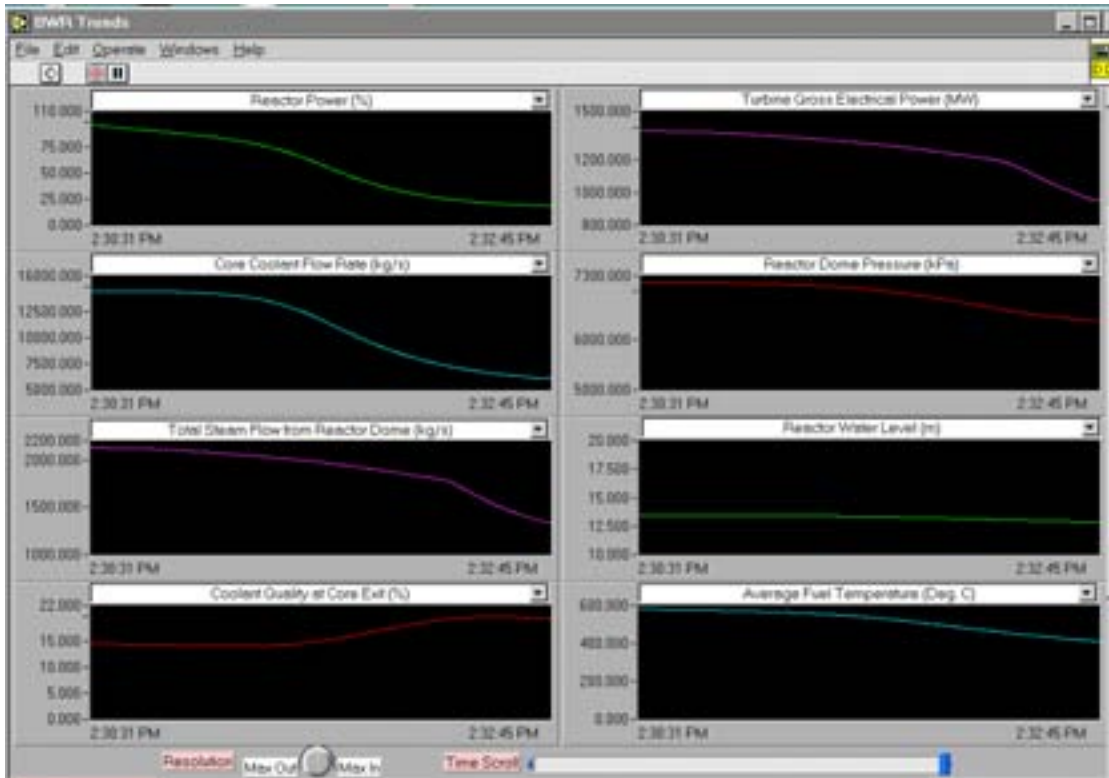 BWR Trends
File Edit Operate Windows Help
Reactor Power (%)
110.000
75.000
50.000
25.000
0.000
2:30:31 PM 2:32:45 PM
Turbine Gross Electrical Power (MW)
1500.000
1200.000
1000.000
800.000
2:30:31 PM 2:32:45 PM
Core Coolant Flow Rate (kg/s)
16000.000
12500.000
10000.000
7500.000
5000.000
2:30:31 PM 2:32:45 PM
Reactor Dome Pressure (kPa)
7300.000
6000.000
5000.000
2:30:31 PM 2:32:45 PM
Total Steam Flow from Reactor Dome (kg/s)
2200.000
2000.000
1500.000
1000.000
2:30:31 PM 2:32:45 PM
Reactor Water Level (m)
20.000
17.500
15.000
12.500
10.000
2:30:31 PM 2:32:45 PM
Coolant Quality at Core Exit (%)
22.000
15.000
10.000
5.000
0.000
2:30:31 PM 2:32:45 PM
Average Fuel Temperature (Deg. C)
600.000
400.000
200.000
0.000
2:30:31 PM 2:32:45 PM
Resolution Max Out Max In Time Scroll